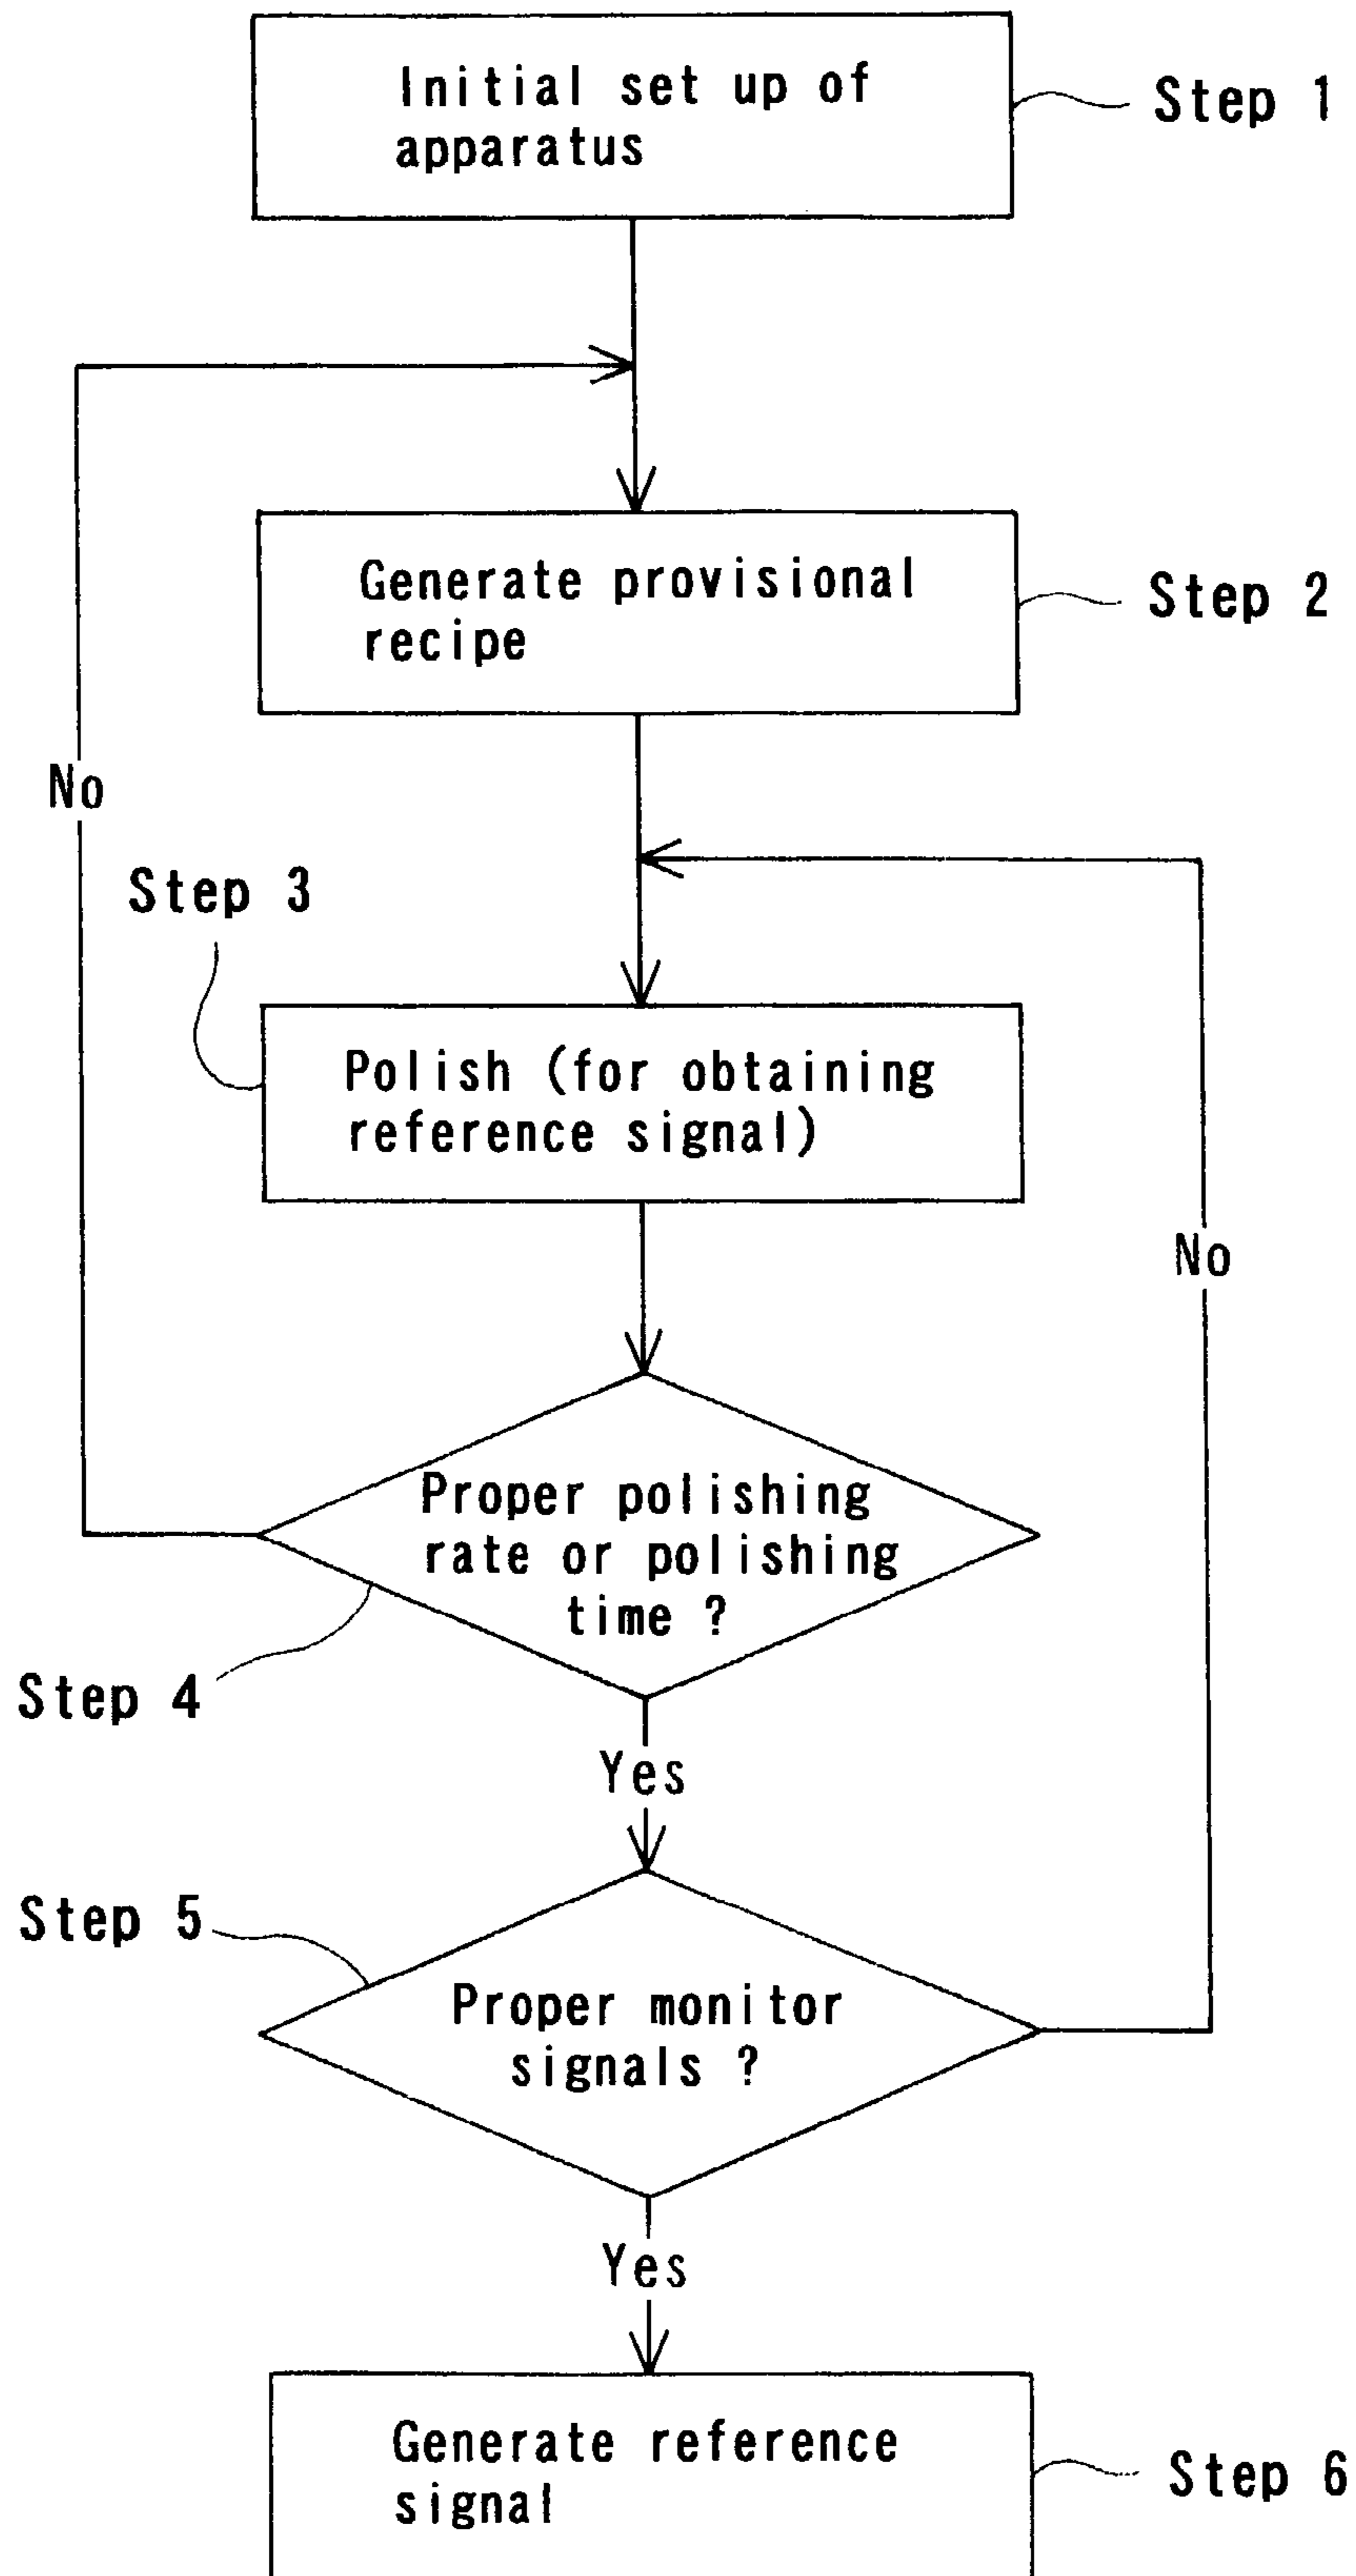 Initial set up of
apparatus
Step 1
Generate provisional
recipe
Step 2
No
Step 3
Polish (for obtaining
reference signal)
No
Proper polishing
rate or polishing
time ?
Step 4
Yes
Step 5
Proper monitor
signals ?
Yes
Generate reference
signal
Step 6